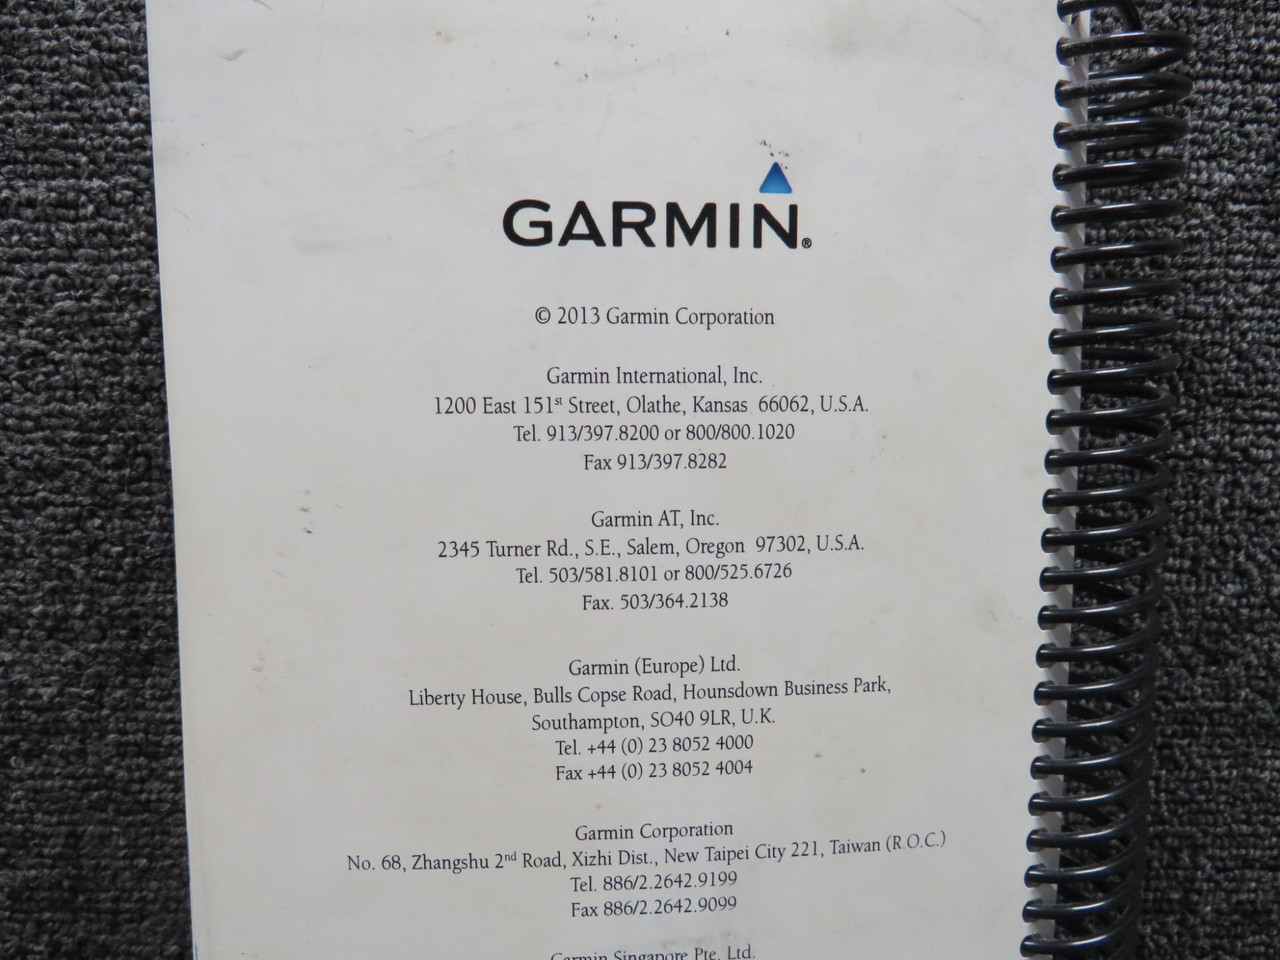 GARMIN®
© 2013 Garmin Corporation
Garmin International, Inc.
1200 East 151st Street, Olathe, Kansas 66062, U.S.A.
Tel. 913/397.8200 or 800/800.1020
Fax 913/397.8282
Garmin AT, Inc.
2345 Turner Rd., S.E., Salem, Oregon 97302, U.S.A.
Tel. 503/581.8101 or 800/525.6726
Fax. 503/364.2138
Garmin (Europe) Ltd.
Liberty House, Bulls Copse Road, Hounsdown Business Park,
Southampton, SO40 9LR, U.K.
Tel. +44 (0) 23 8052 4000
Fax +44 (0) 23 8052 4004
Garmin Corporation
No. 68, Zhangshu 2nd Road, Xizhi Dist., New Taipei City 221, Taiwan (R.O.C.)
Tel. 886/2.2642.9199
Fax 886/2.2642.9099
Garmin Singapore Pte. Ltd.